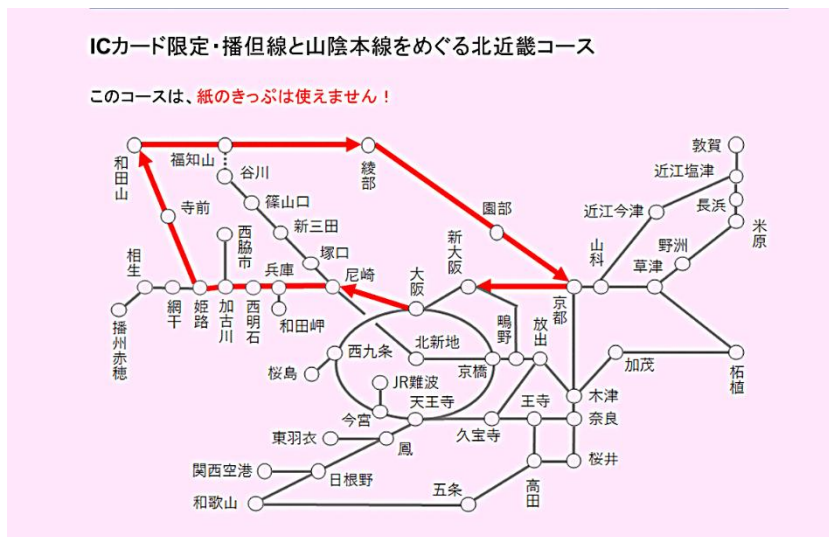 ICカード限定・播但線と山陰本線をめぐる北近畿コース
このコースは、紙のきっぷは使えません！
和田山
福知山
綾部
敦賀
谷川
近江塩津
寺前
篠山口
園部
近江今津
長浜
新三田
西脇市
新大阪
山科
野洲
米原
相生
塚口
兵庫
尼崎
大阪
京都
草津
網干
姫路
加古川
西明石
和田岬
鴫野
放出
播州赤穂
西九条
北新地
桜島
京橋
加茂
柘植
JR難波
木津
今宮
天王寺
王寺
奈良
東羽衣
鳳
久宝寺
関西空港
日根野
高田
桜井
和歌山
五条